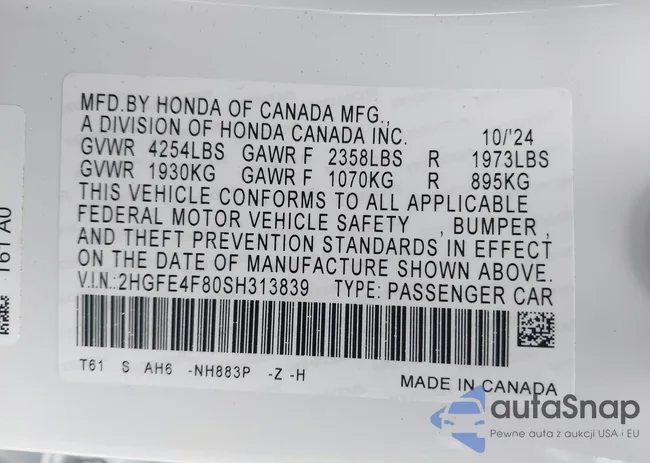 MFD.BY HONDA OF CANADA MFG.,
A DIVISION OF HONDA CANADA INC. 10/'24
GVWR 4254LBS GAWR F 2358LBS R 1973LBS
GVWR 1930KG GAWR F 1070KG R 895KG
THIS VEHICLE CONFORMS TO ALL APPLICABLE
FEDERAL MOTOR VEHICLE SAFETY , BUMPER ,
AND THEFT PREVENTION STANDARDS IN EFFECT
ON THE DATE OF MANUFACTURE SHOWN ABOVE.
V.I.N.:2HGFE4F80SH313839 TYPE: PASSENGER CAR
T61 S AH6 -NH883P -Z -H
MADE IN CANADA
T61 AU
autaSnap
Pewne auta z aukcji USA i EU